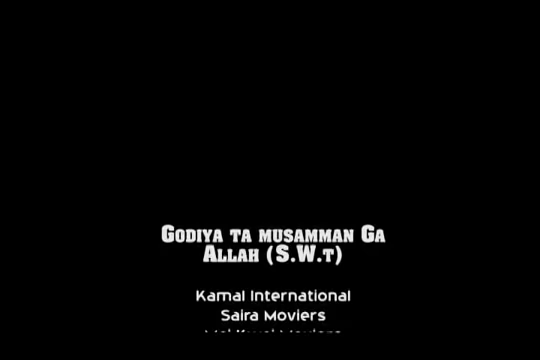 Godiya ta musamman Ga
Allah (S.W.t)
Kamal International
Saira Moviers